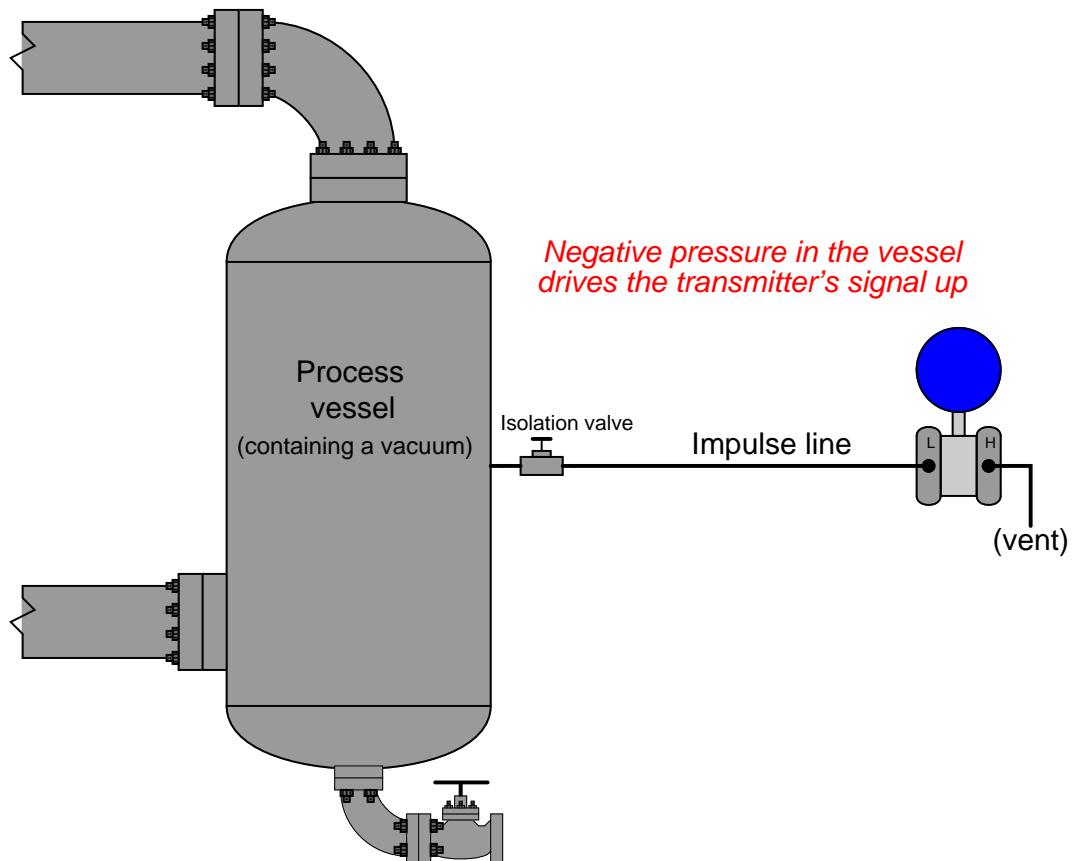 Negative pressure in the vessel
drives the transmitter's signal up
Process
vessel
(containing a vacuum)
Isolation valve
Impulse line
L
H
(vent)